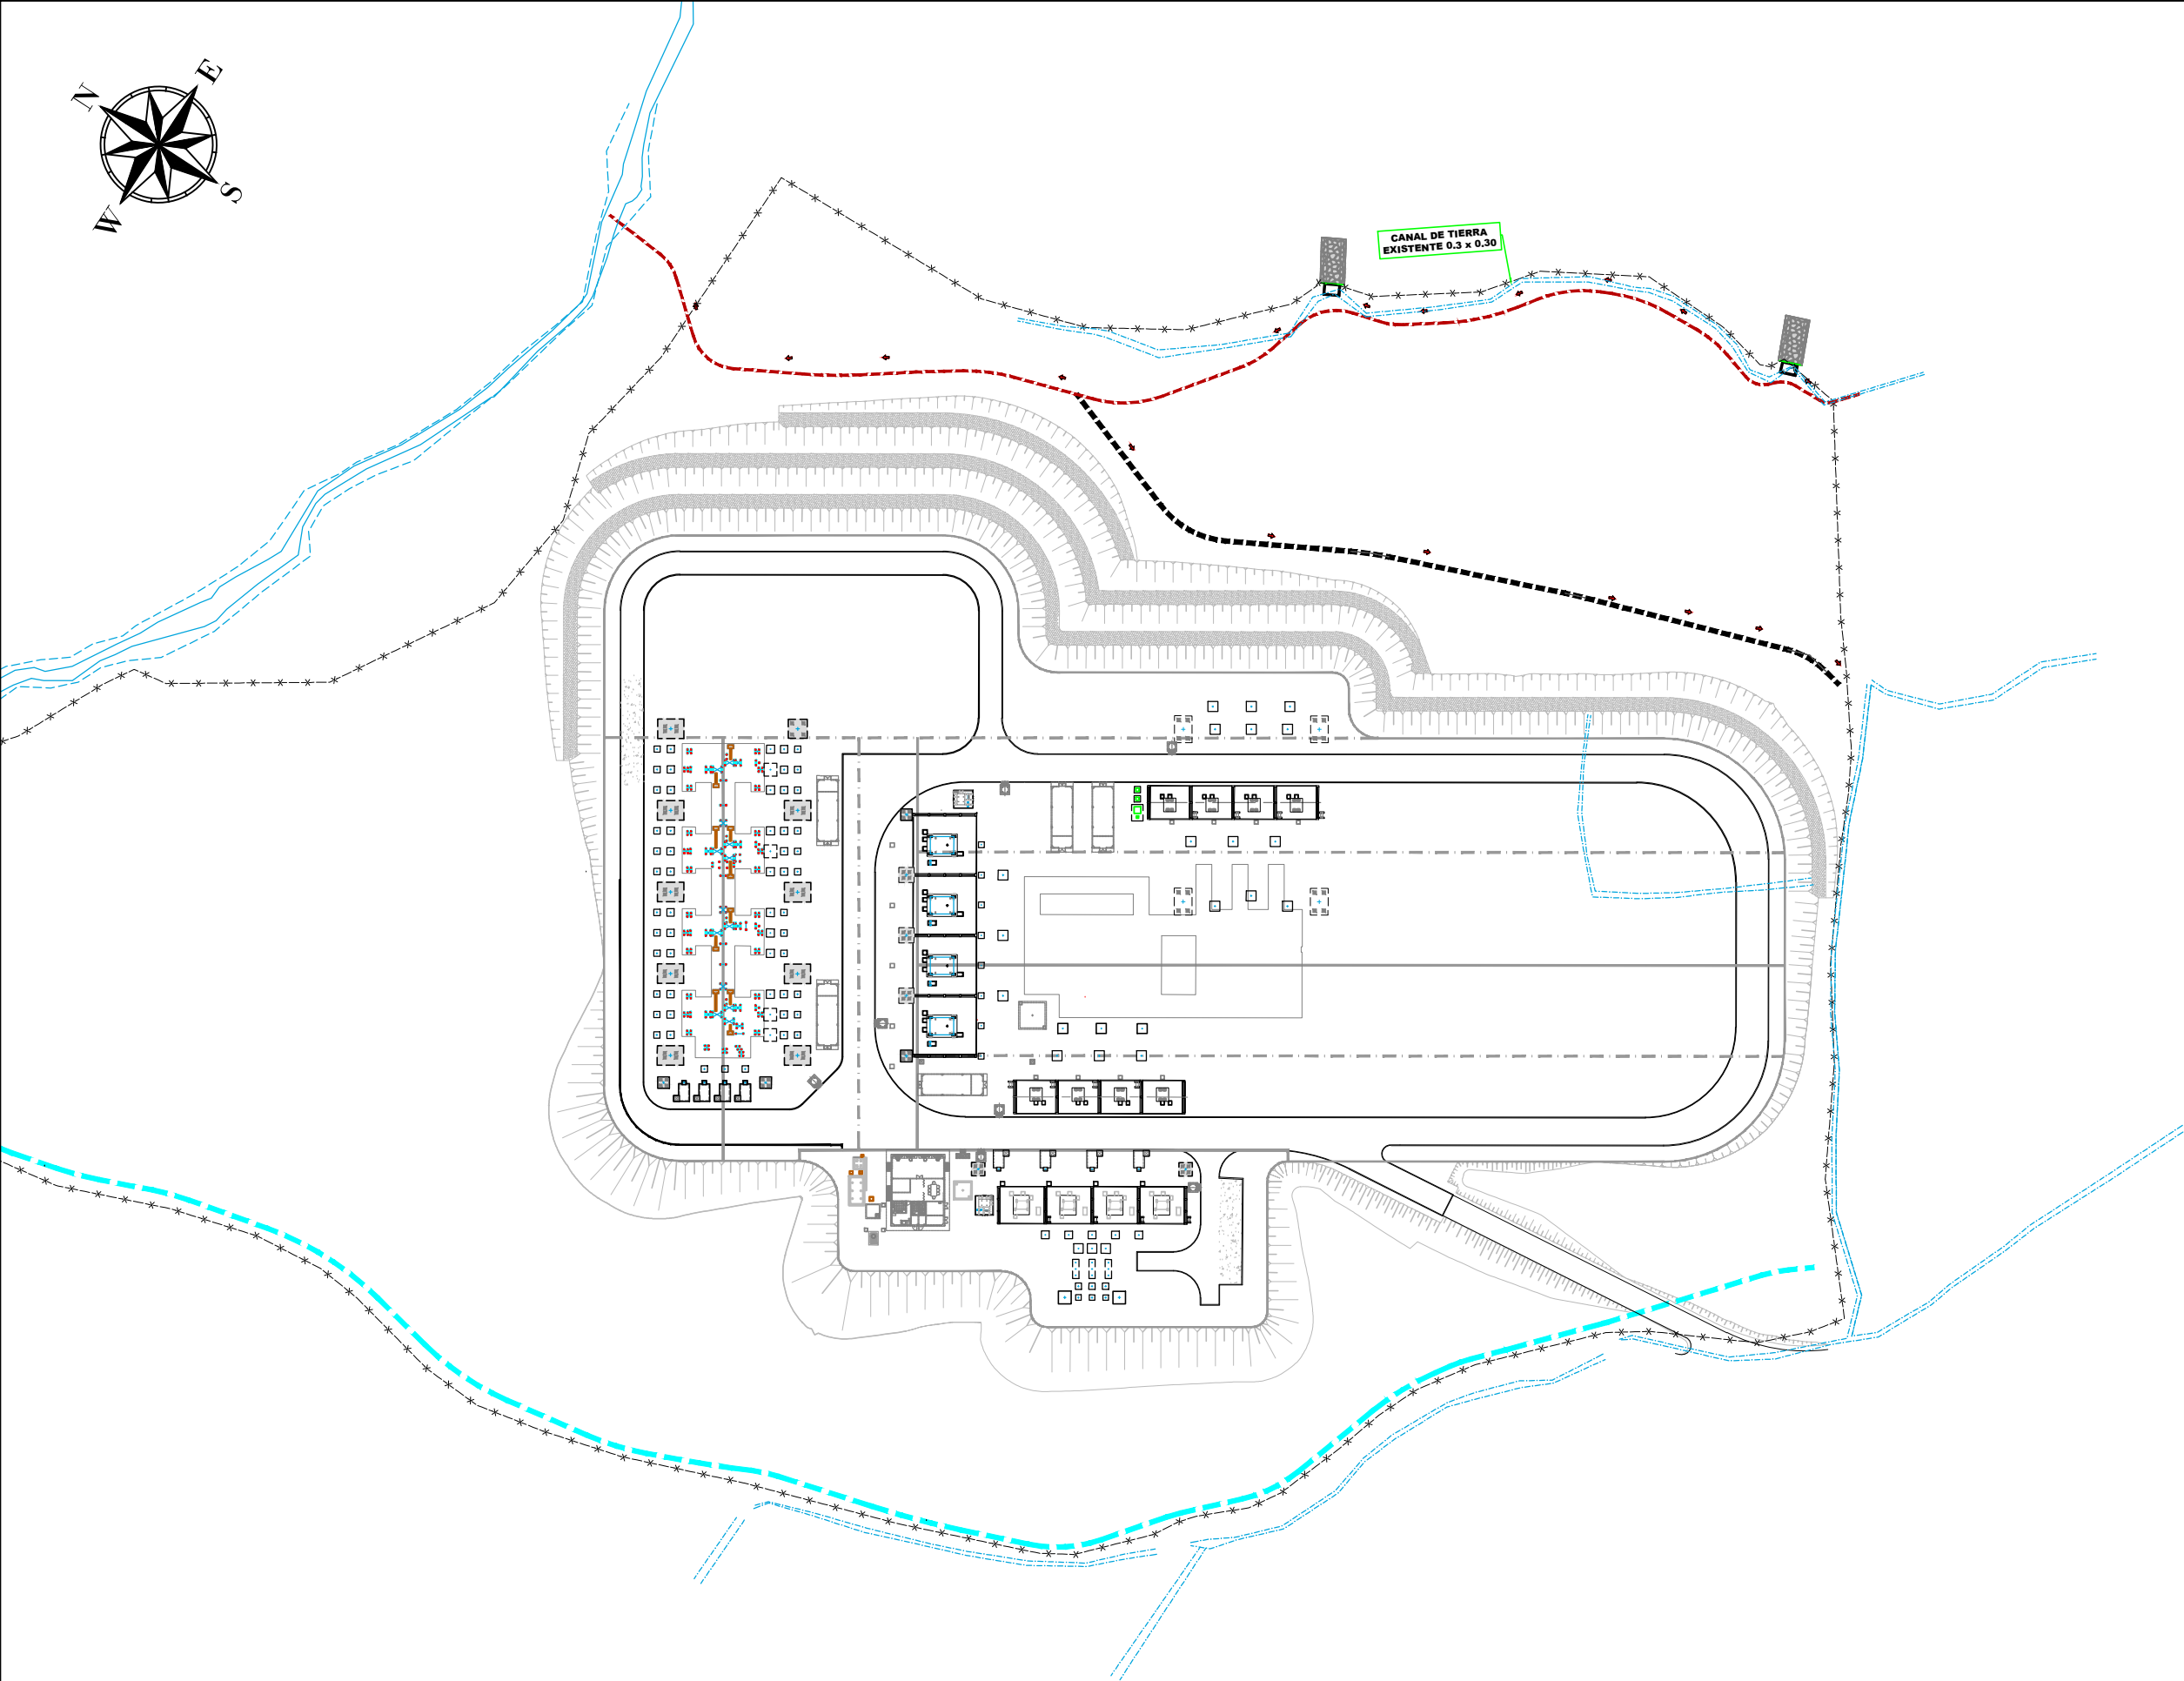 N
E
W
S
CANAL DE TIERRA
EXISTENTE 0.3 x 0.30